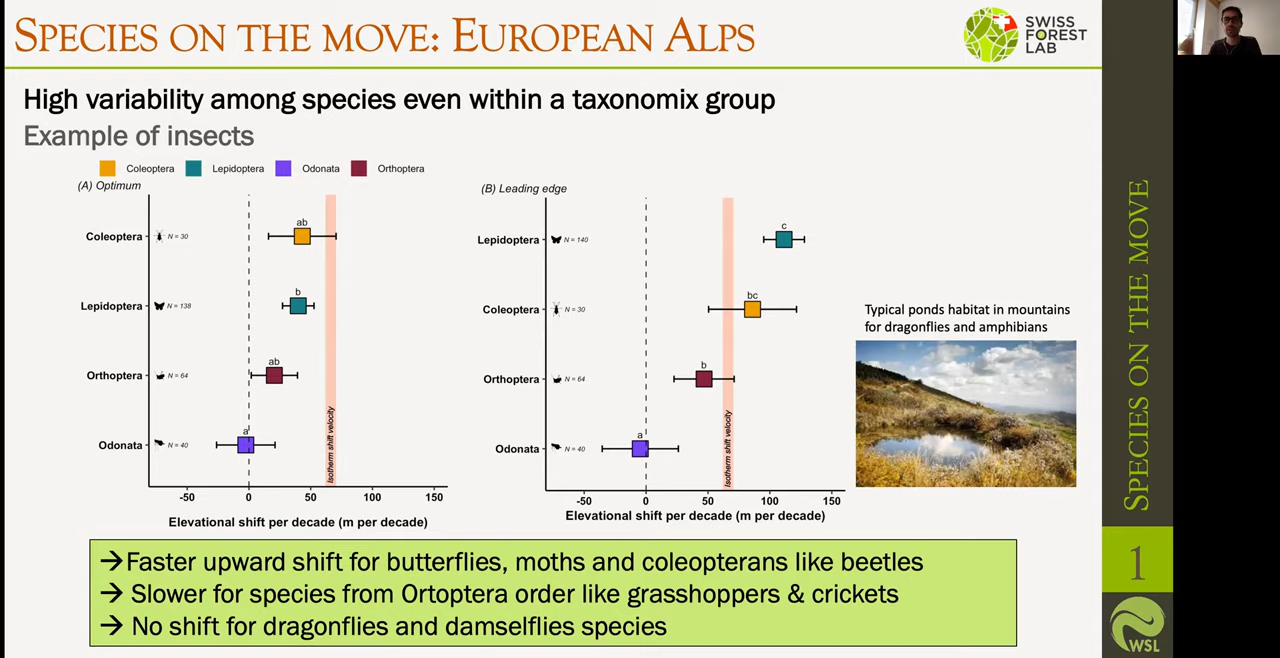 SPECIES ON THE MOVE: EUROPEAN ALPS
SWISS
FOREST
LAB
High variability among species even within a taxonomix group
Example of insects
Coleoptera Lepidoptera Odonata Orthoptera
(A) Optimum
ab
Coleoptera N = 30
b
Lepidoptera N = 138
ab
Orthoptera N = 64
a
Odonata N = 40
Isotherm shift velocity
-50 0 50 100 150
Elevational shift per decade (m per decade)
(B) Leading edge
c
Lepidoptera N = 140
bc
Coleoptera N = 30
b
Orthoptera N = 64
a
Odonata N = 40
Isotherm shift velocity
-50 0 50 100 150
Elevational shift per decade (m per decade)
Typical ponds habitat in mountains
for dragonflies and amphibians
→Faster upward shift for butterflies, moths and coleopterans like beetles
→ Slower for species from Ortoptera order like grasshoppers & crickets
→ No shift for dragonflies and damselflies species
SPECIES ON THE MOVE
1
WSL